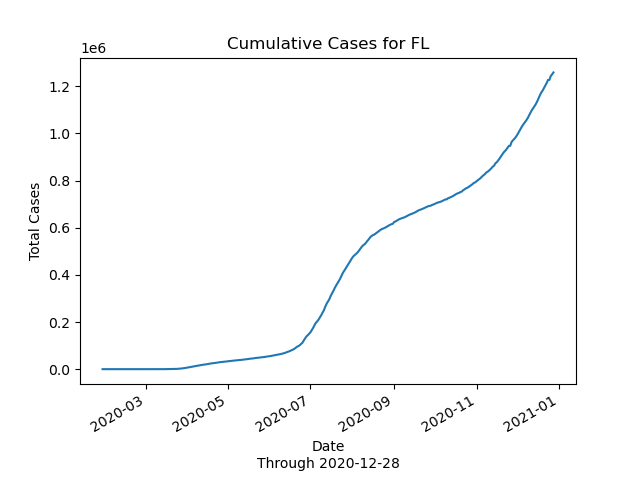 Cumulative Cases for FL
1e6
1.2
1.0
0.8
0.6
0.4
0.2
0.0
Total Cases
2020-03
2020-05
2020-07
2020-09
2020-11
2021-01
Date
Through 2020-12-28